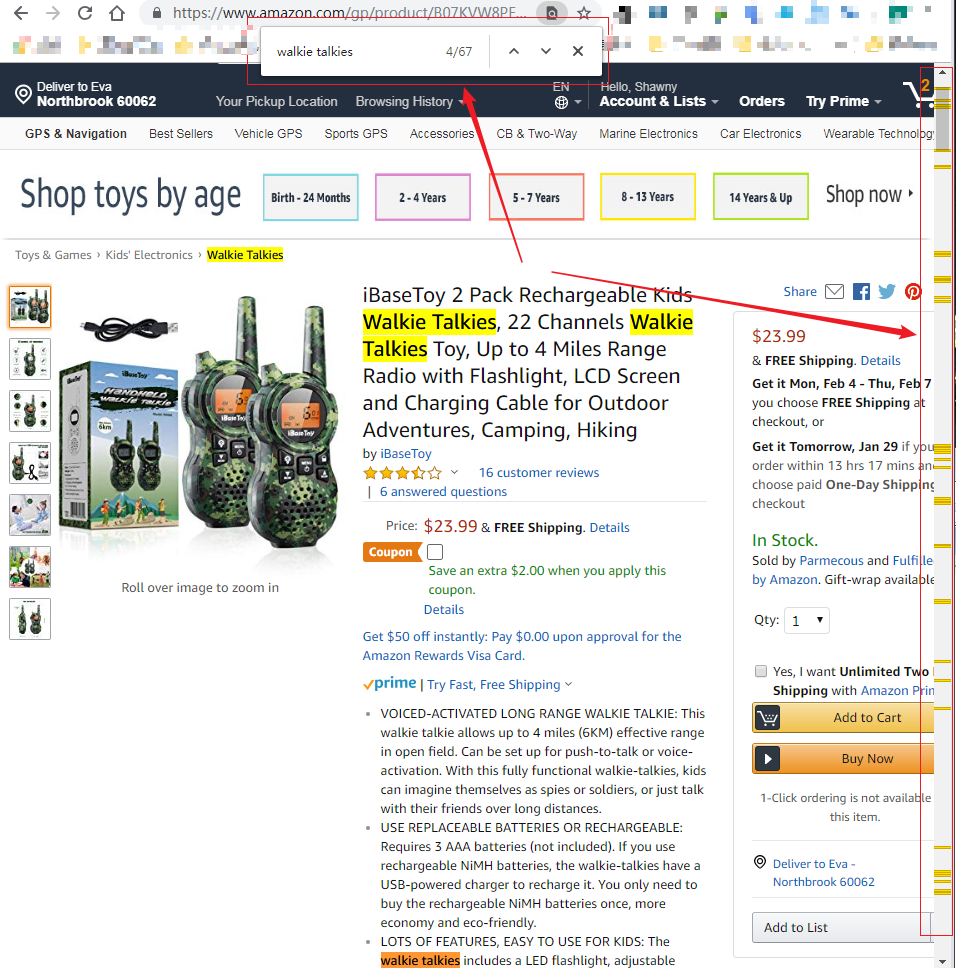 https://www.amazon.com/gp/product/B07KVW8PF...
walkie talkies 4/67
Deliver to Eva
Northbrook 60062
Your Pickup Location
Browsing History
EN
Hello, Shawny
Account & Lists
Orders
Try Prime
2
GPS & Navigation
Best Sellers
Vehicle GPS
Sports GPS
Accessories
CB & Two-Way
Marine Electronics
Car Electronics
Wearable Technology
Shop toys by age
Birth - 24 Months
2 - 4 Years
5 - 7 Years
8 - 13 Years
14 Years & Up
Shop now
Toys & Games › Kids' Electronics › Walkie Talkies
iBaseToy
HANDHELD
WALKIE TALKIE
6km
iBaseToy
iBaseToy
Roll over image to zoom in
iBaseToy 2 Pack Rechargeable Kids
Walkie Talkies, 22 Channels Walkie
Talkies Toy, Up to 4 Miles Range
Radio with Flashlight, LCD Screen
and Charging Cable for Outdoor
Adventures, Camping, Hiking
by iBaseToy
16 customer reviews
| 6 answered questions
Price: $23.99 & FREE Shipping. Details
Coupon
Save an extra $2.00 when you apply this
coupon.
Details
Get $50 off instantly: Pay $0.00 upon approval for the
Amazon Rewards Visa Card.
prime | Try Fast, Free Shipping
• VOICED-ACTIVATED LONG RANGE WALKIE TALKIE: This
walkie talkie allows up to 4 miles (6KM) effective range
in open field. Can be set up for push-to-talk or voice-
activation. With this fully functional walkie-talkies, kids
can imagine themselves as spies or soldiers, or just talk
with their friends over long distances.
• USE REPLACEABLE BATTERIES OR RECHARGEABLE:
Requires 3 AAA batteries (not included). If you use
rechargeable NiMH batteries, the walkie-talkies have a
USB-powered charger to recharge it. You only need to
buy the rechargeable NiMH batteries once, more
economy and eco-friendly.
• LOTS OF FEATURES, EASY TO USE FOR KIDS: The
walkie talkies includes a LED flashlight, adjustable
Share
$23.99
& FREE Shipping. Details
Get it Mon, Feb 4 - Thu, Feb 7
you choose FREE Shipping at
checkout, or
Get it Tomorrow, Jan 29 if you
order within 13 hrs 17 mins and
choose paid One-Day Shipping
checkout
In Stock.
Sold by Parmecous and Fulfille
by Amazon. Gift-wrap available
Qty: 1
Yes, I want Unlimited Two
Shipping with Amazon Prin
Add to Cart
Buy Now
1-Click ordering is not available
this item.
Deliver to Eva -
Northbrook 60062
Add to List